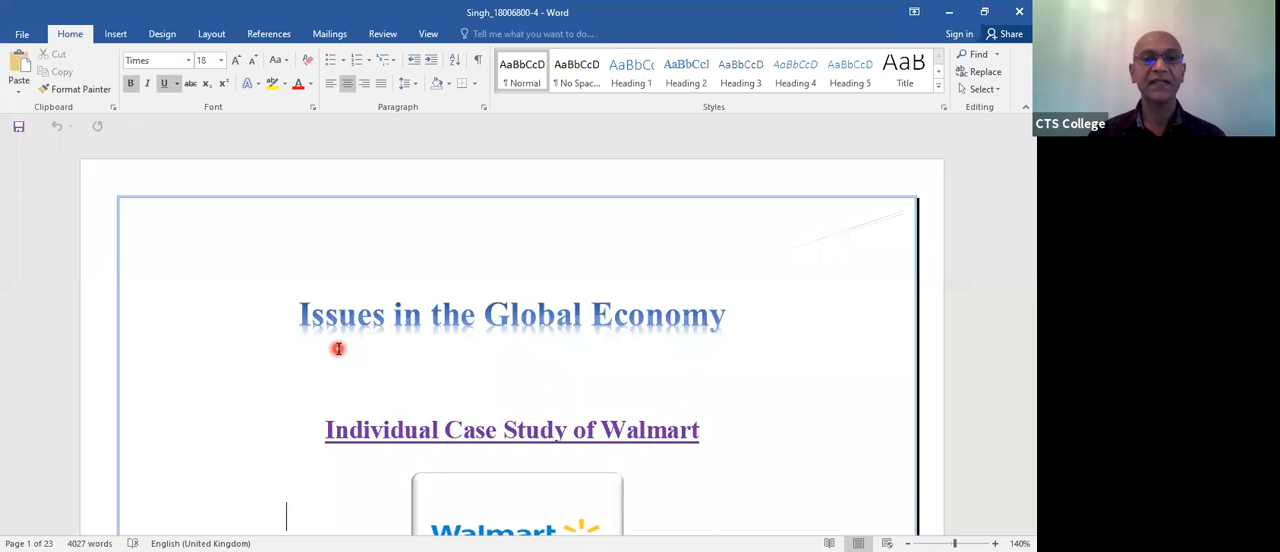 Singh_18006800-4 - Word
File Home Insert Design Layout References Mailings Review View Tell me what you want to do... Sign in Share
Paste
Cut
Copy
Format Painter
Clipboard
Times 18
Font
Paragraph
AaBbCcD AaBbCcD AaBbCc AaBbCcI AaBbCcD AaBbCcD AaBbCcD AaB
¶ Normal ¶ No Spac... Heading 1 Heading 2 Heading 3 Heading 4 Heading 5 Title
Styles
Find
Replace
Select
Editing
CTS College
Issues in the Global Economy
Individual Case Study of Walmart
Walmart
Page 1 of 23 4027 words English (United Kingdom) 140%